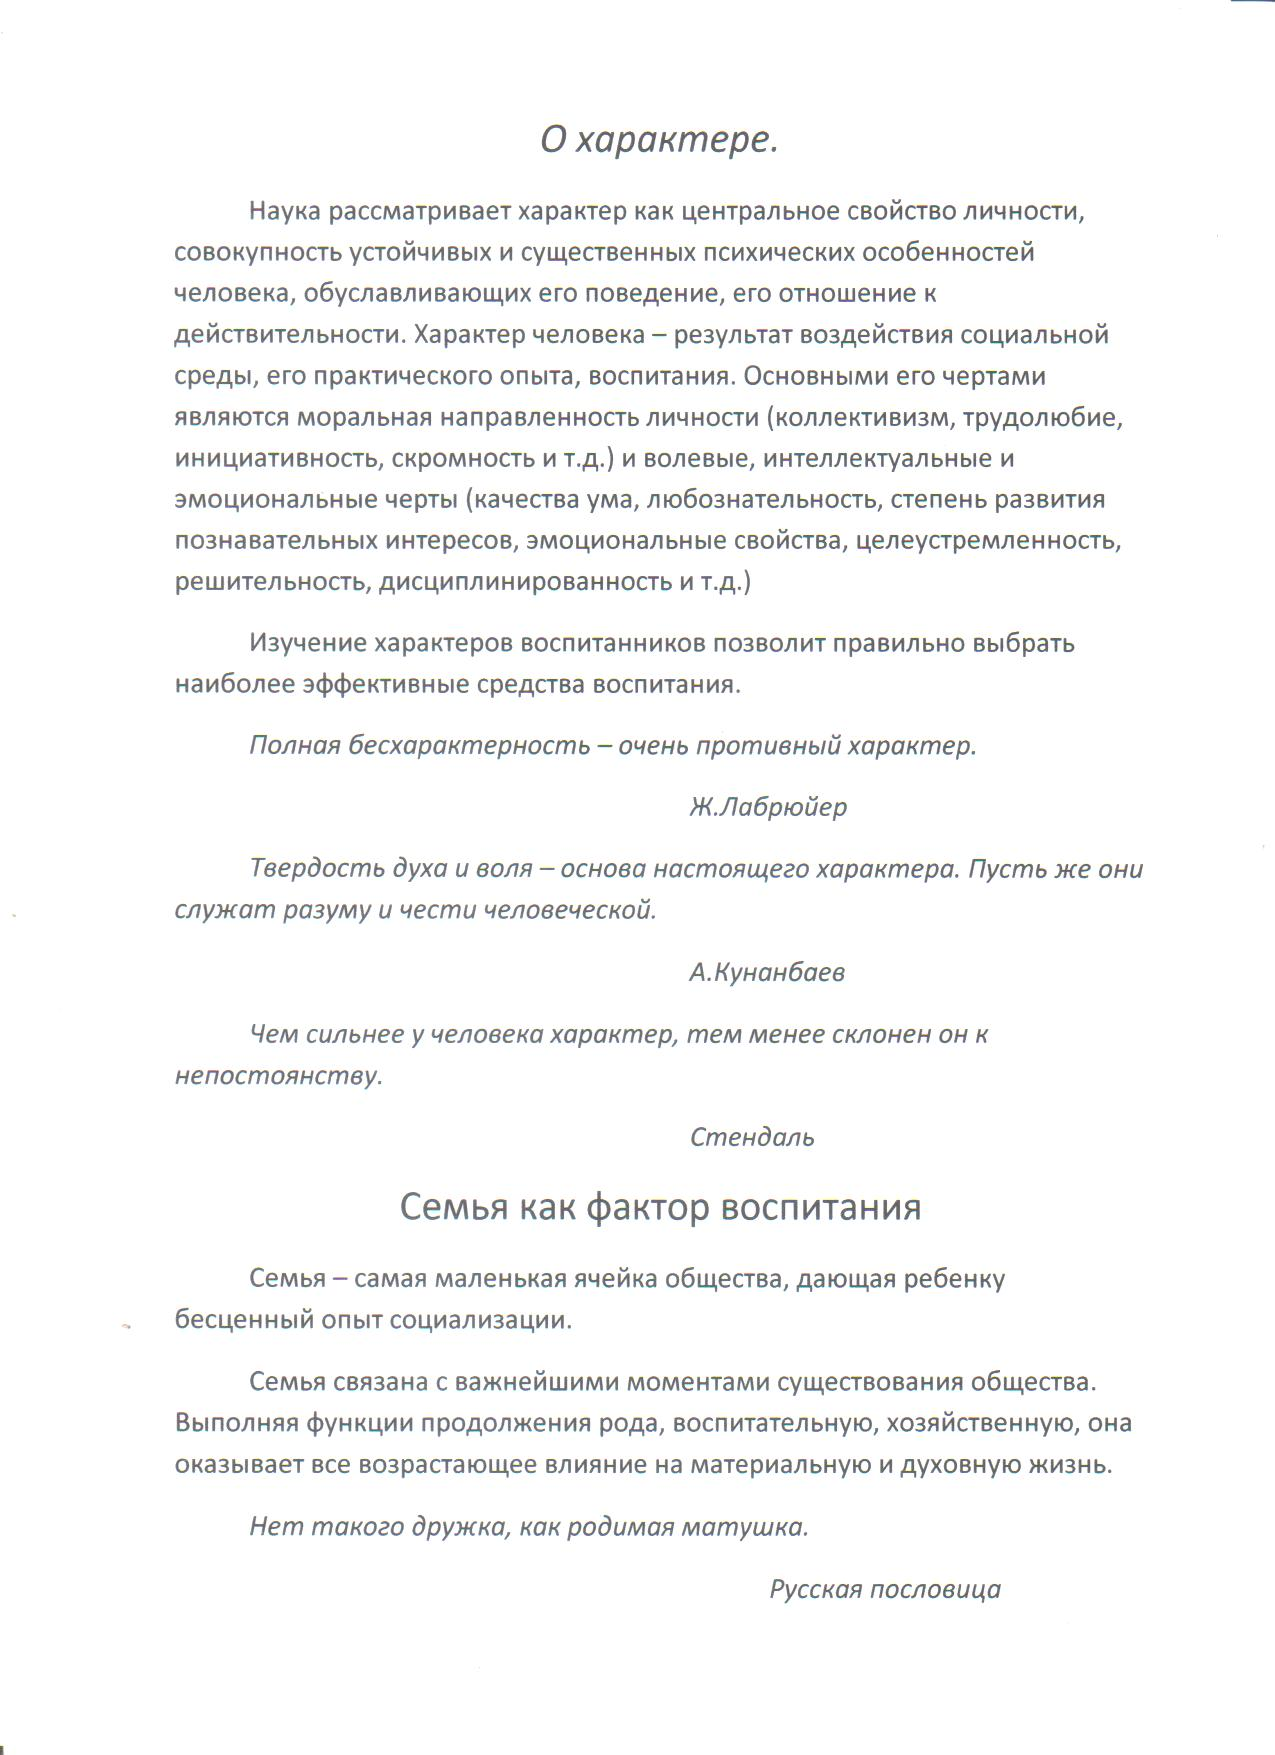 О характере.
Наука рассматривает характер как центральное свойство личности,
совокупность устойчивых и существенных психических особенностей
человека, обуславливающих его поведение, его отношение к
действительности. Характер человека – результат воздействия социальной
среды, его практического опыта, воспитания. Основными его чертами
являются моральная направленность личности (коллективизм, трудолюбие,
инициативность, скромность и т.д.) и волевые, интеллектуальные и
эмоциональные черты (качества ума, любознательность, степень развития
познавательных интересов, эмоциональные свойства, целеустремленность,
решительность, дисциплинированность и т.д.)
Изучение характеров воспитанников позволит правильно выбрать
наиболее эффективные средства воспитания.
Полная бесхарактерность – очень противный характер.
Ж.Лабрюйер
Твердость духа и воля – основа настоящего характера. Пусть же они
служат разуму и чести человеческой.
А.Кунанбаев
Чем сильнее у человека характер, тем менее склонен он к
непостоянству.
Стендаль
Семья как фактор воспитания
Семья – самая маленькая ячейка общества, дающая ребенку
бесценный опыт социализации.
Семья связана с важнейшими моментами существования общества.
Выполняя функции продолжения рода, воспитательную, хозяйственную, она
оказывает все возрастающее влияние на материальную и духовную жизнь.
Нет такого дружка, как родимая матушка.
Русская пословица